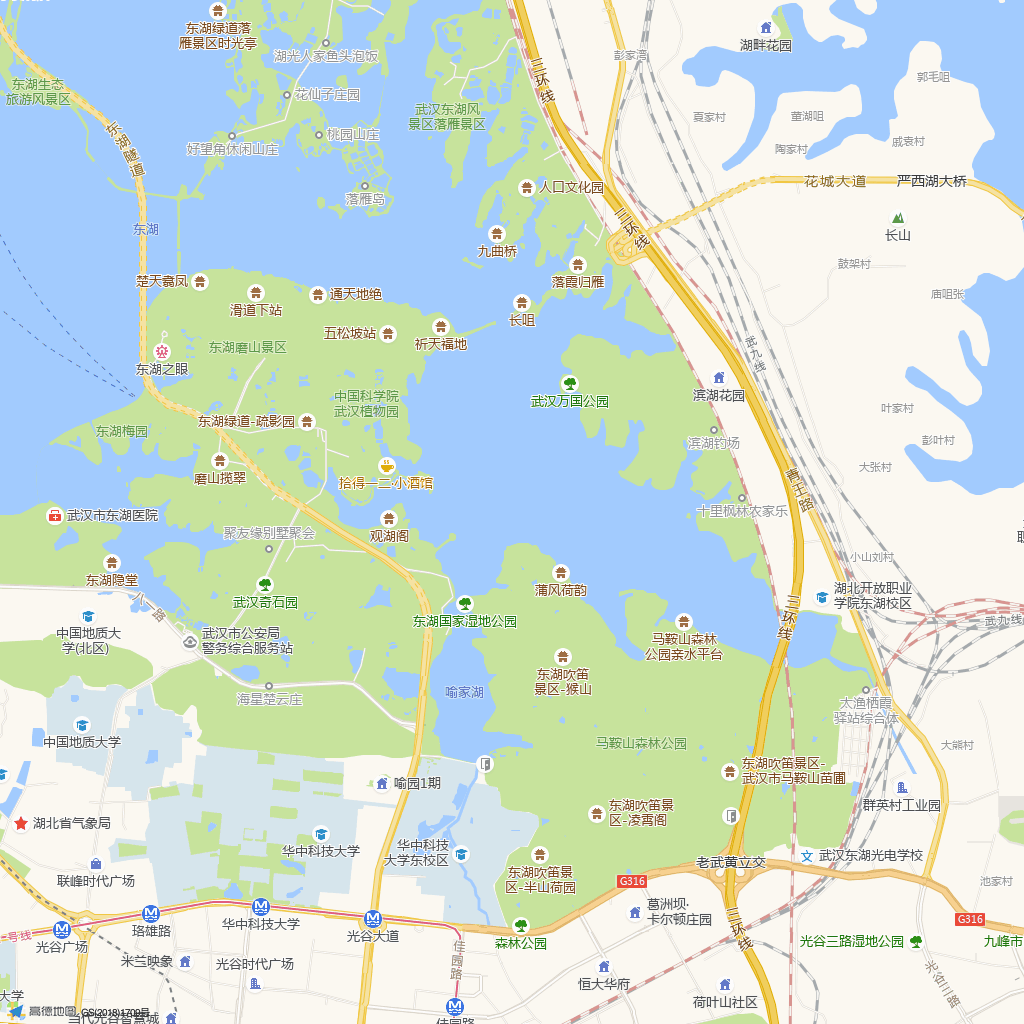 东湖绿道落
雁景区时光亭
湖光人家鱼头泡饭
湖畔花园
彭家湾
郭毛咀
东湖生态
旅游风景区
花仙子庄园
武汉东湖风
景区落雁景区
三环线
夏家村
童湖咀
戚袁村
东湖隧道
好望角休闲山庄
桃园山庄
陶家村
落雁岛
人口文化园
花城大道
严西湖大桥
东湖
三环线
长山
九曲桥
楚天翕凤
滑道下站
通天地绝
落霞归雁
鼓架村
庙咀张
五松坡站
祈天福地
长咀
东湖磨山景区
东湖之眼
武九线
中国科学院
武汉植物园
武汉万国公园
滨湖花园
叶家村
东湖绿道-疏影园
东湖梅园
滨湖钓场
彭叶村
磨山揽翠
拾得一二·小酒馆
大张村
青王路
武汉市东湖医院
聚友缘别墅聚会
观湖阁
十里枫林农家乐
小山刘村
东湖隐堂
武汉奇石园
蒲风荷韵
湖北开放职业
学院东湖校区
八一路
东湖国家湿地公园
三环线
武九线
中国地质大
学(北区)
武汉市公安局
警务综合服务站
马鞍山森林
公园亲水平台
东湖吹笛
景区-猴山
海星楚云庄
喻家湖
太渔栖霞
驿站综合体
中国地质大学
马鞍山森林公园
大熊村
喻园1期
东湖吹笛景区-
武汉市马鞍山苗圃
群英村工业园
湖北省气象局
东湖吹笛景
区-凌霄阁
华中科技大学
华中科技
大学东校区
老武黄立交
武汉东湖光电学校
联峰时代广场
东湖吹笛景
区-半山荷园
G316
池家村
珞雄路
华中科技大学
光谷大道
葛洲坝·
卡尔顿庄园
三环线
G316
号线
光谷广场
佳园路
森林公园
光谷三路湿地公园
九峰市
米兰映象
光谷时代广场
恒大华府
光谷三路
荷叶山社区
大学
高德地图
GS(2018)1709号
当代光谷智慧城
佳园路